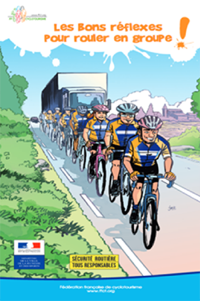 Les Bons réflexes
pour rouler en groupe !
SÉCURITÉ ROUTIÈRE
TOUS RESPONSABLES
Fédération française de cyclotourisme
www.ffct.org